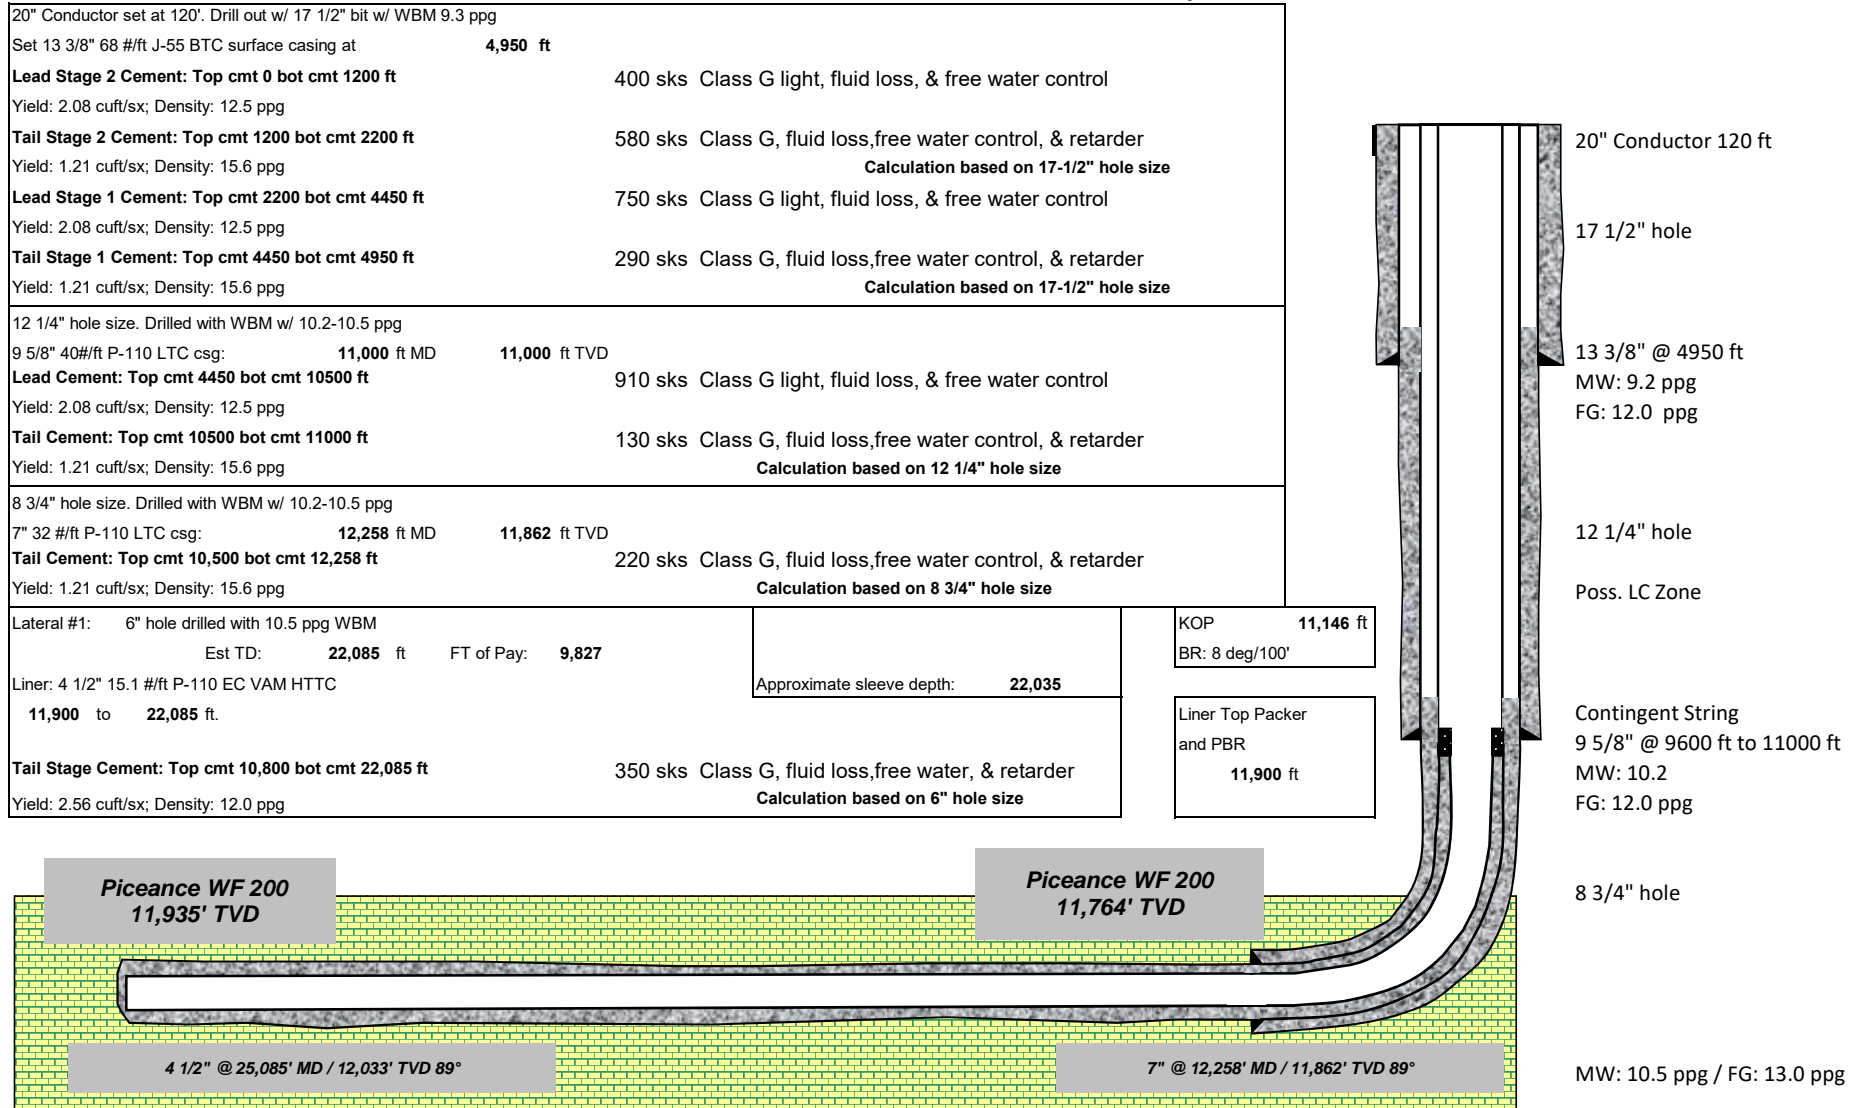 20" Conductor set at 120'. Drill out w/ 17 1/2" bit w/ WBM 9.3 ppg
Set 13 3/8" 68 #/ft J-55 BTC surface casing at 4,950 ft
Lead Stage 2 Cement: Top cmt 0 bot cmt 1200 ft 400 sks Class G light, fluid loss, & free water control
Yield: 2.08 cuft/sx; Density: 12.5 ppg
Tail Stage 2 Cement: Top cmt 1200 bot cmt 2200 ft 580 sks Class G, fluid loss,free water control, & retarder
Yield: 1.21 cuft/sx; Density: 15.6 ppg Calculation based on 17-1/2" hole size
Lead Stage 1 Cement: Top cmt 2200 bot cmt 4450 ft 750 sks Class G light, fluid loss, & free water control
Yield: 2.08 cuft/sx; Density: 12.5 ppg
Tail Stage 1 Cement: Top cmt 4450 bot cmt 4950 ft 290 sks Class G, fluid loss,free water control, & retarder
Yield: 1.21 cuft/sx; Density: 15.6 ppg Calculation based on 17-1/2" hole size
12 1/4" hole size. Drilled with WBM w/ 10.2-10.5 ppg
9 5/8" 40#/ft P-110 LTC csg: 11,000 ft MD 11,000 ft TVD
Lead Cement: Top cmt 4450 bot cmt 10500 ft 910 sks Class G light, fluid loss, & free water control
Yield: 2.08 cuft/sx; Density: 12.5 ppg
Tail Cement: Top cmt 10500 bot cmt 11000 ft 130 sks Class G, fluid loss,free water control, & retarder
Yield: 1.21 cuft/sx; Density: 15.6 ppg Calculation based on 12 1/4" hole size
8 3/4" hole size. Drilled with WBM w/ 10.2-10.5 ppg
7" 32 #/ft P-110 LTC csg: 12,258 ft MD 11,862 ft TVD
Tail Cement: Top cmt 10,500 bot cmt 12,258 ft 220 sks Class G, fluid loss,free water control, & retarder
Yield: 1.21 cuft/sx; Density: 15.6 ppg Calculation based on 8 3/4" hole size
Lateral #1: 6" hole drilled with 10.5 ppg WBM
Est TD: 22,085 ft FT of Pay: 9,827
Liner: 4 1/2" 15.1 #/ft P-110 EC VAM HTTC Approximate sleeve depth: 22,035
11,900 to 22,085 ft.
Tail Stage Cement: Top cmt 10,800 bot cmt 22,085 ft 350 sks Class G, fluid loss,free water, & retarder
Yield: 2.56 cuft/sx; Density: 12.0 ppg Calculation based on 6" hole size
KOP 11,146 ft
BR: 8 deg/100'
Liner Top Packer
and PBR
11,900 ft
20" Conductor 120 ft
17 1/2" hole
13 3/8" @ 4950 ft
MW: 9.2 ppg
FG: 12.0 ppg
12 1/4" hole
Poss. LC Zone
Contingent String
9 5/8" @ 9600 ft to 11000 ft
MW: 10.2
FG: 12.0 ppg
8 3/4" hole
Piceance WF 200
11,935' TVD
Piceance WF 200
11,764' TVD
4 1/2" @ 25,085' MD / 12,033' TVD 89°
7" @ 12,258' MD / 11,862' TVD 89°
MW: 10.5 ppg / FG: 13.0 ppg